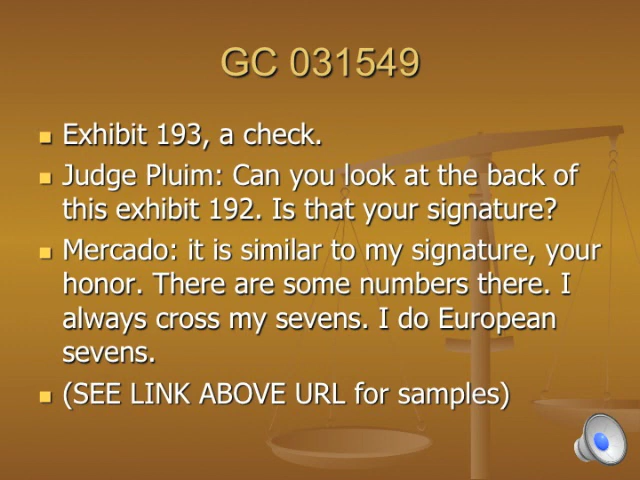 GC 031549
Exhibit 193, a check.
Judge Pluim: Can you look at the back of
this exhibit 192. Is that your signature?
Mercado: it is similar to my signature, your
honor. There are some numbers there. I
always cross my sevens. I do European
sevens.
(SEE LINK ABOVE URL for samples)